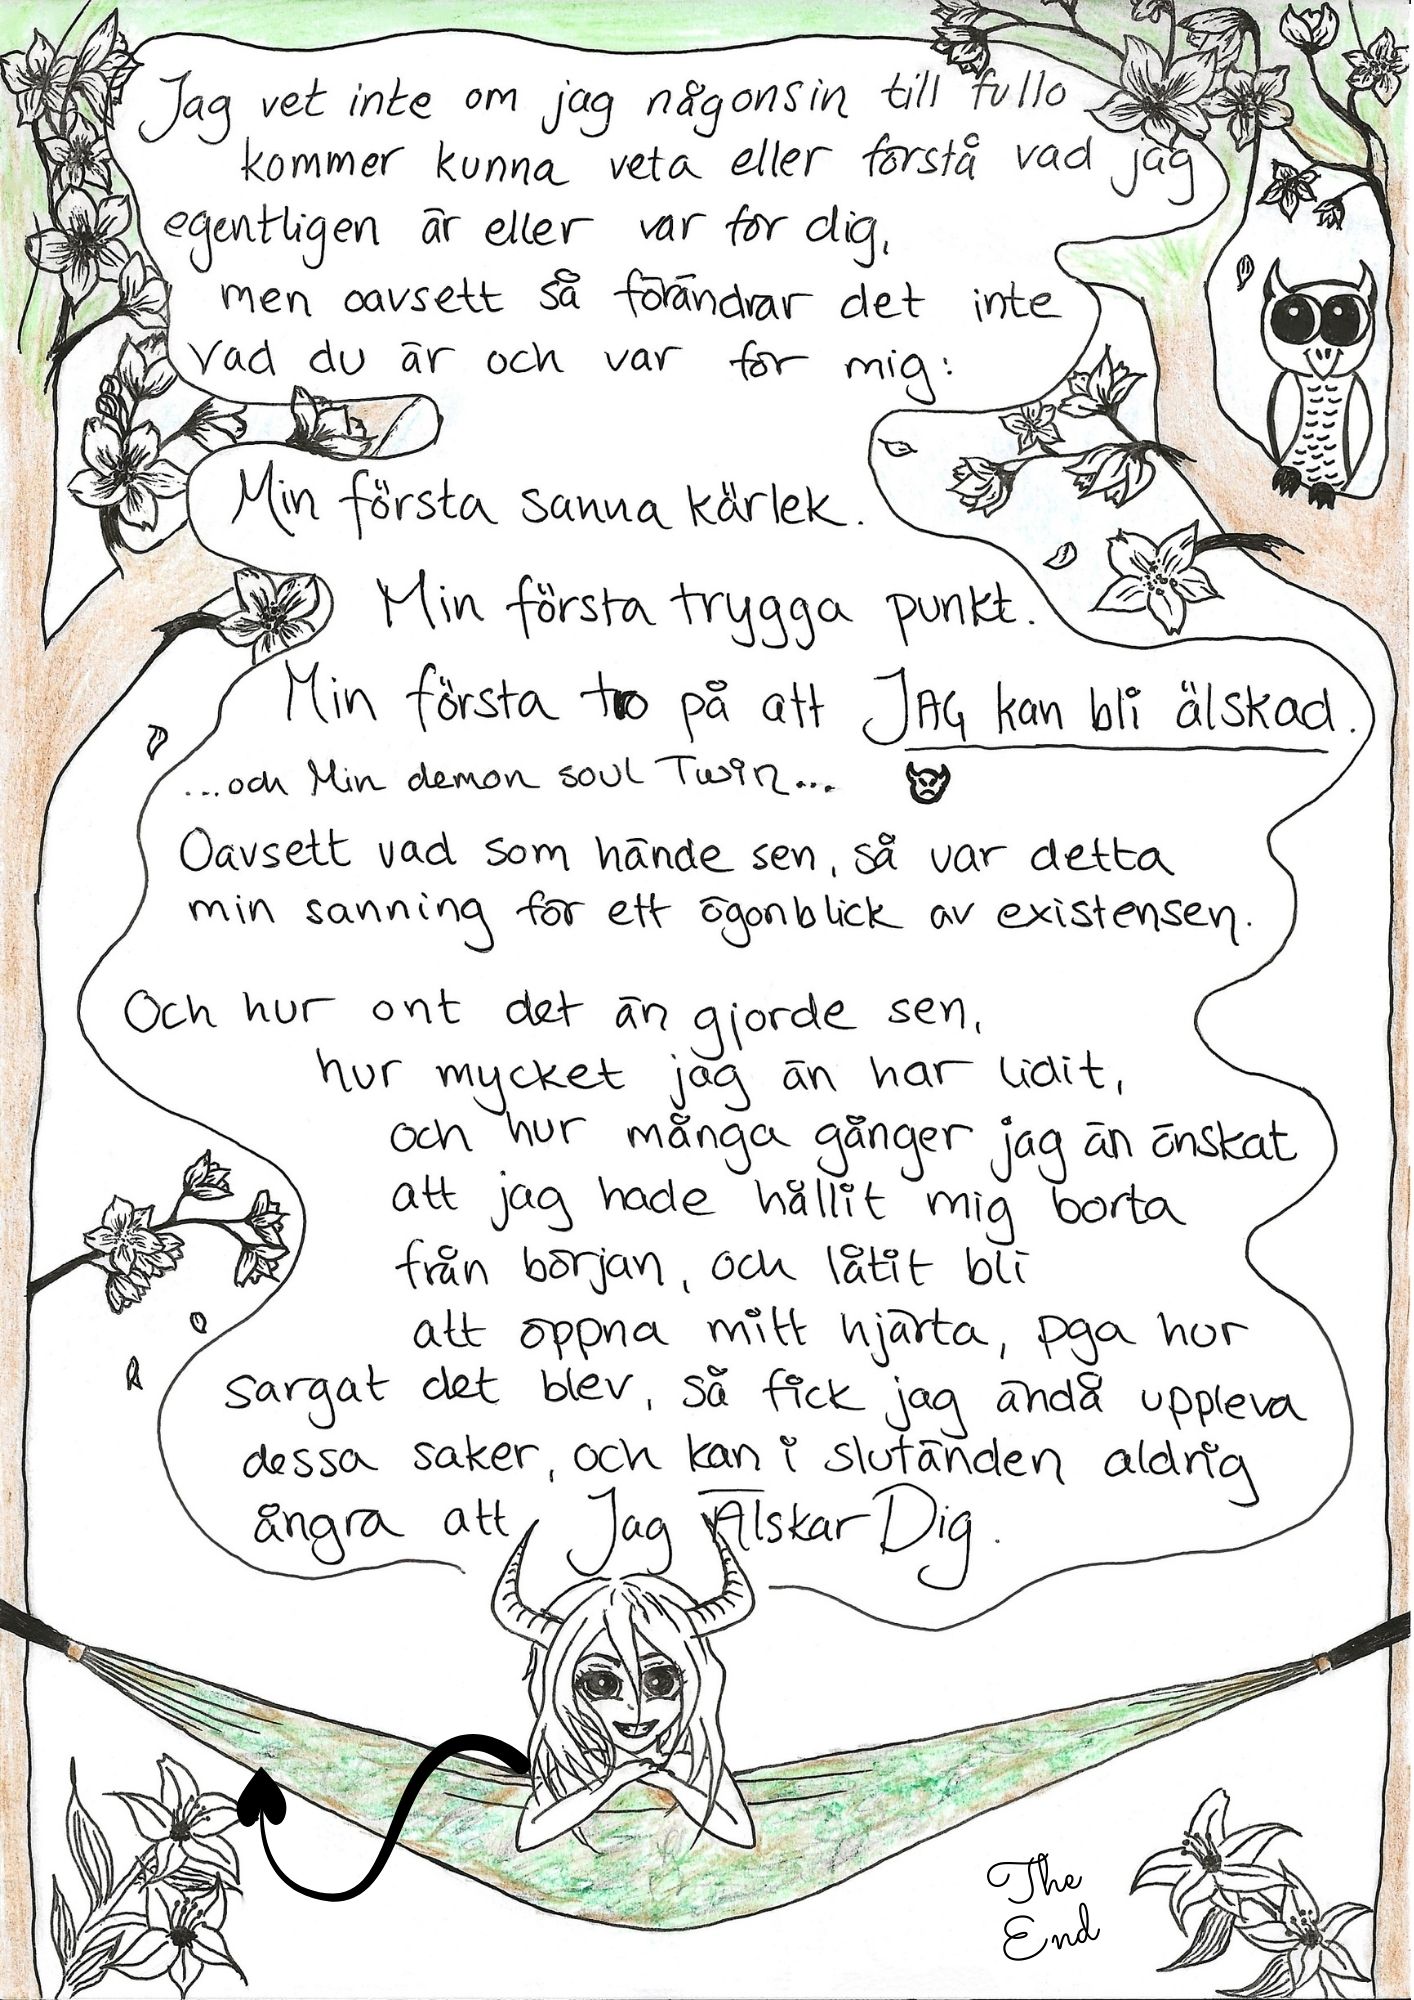 Jag vet inte om jag någonsin till fullo
kommer kunna veta eller förstå vad jag
egentligen är eller var för dig,
men oavsett så förändrar det inte
vad du är och var för mig:
Min första sanna kärlek.
Min första trygga punkt.
Min första tro på att JAG kan bli älskad.
...och Min demon soul Twin...
Oavsett vad som hände sen, så var detta
min sanning för ett ögonblick av existensen.
Och hur ont det än gjorde sen,
hur mycket jag än har lidit,
och hur många gånger jag än önskat
att jag hade hållit mig borta
från början, och låtit bli
att öppna mitt hjärta, pga hur
sargat det blev, så fick jag ändå uppleva
dessa saker, och kan i slutänden aldrig
ångra att Jag Älskar Dig.
The
End